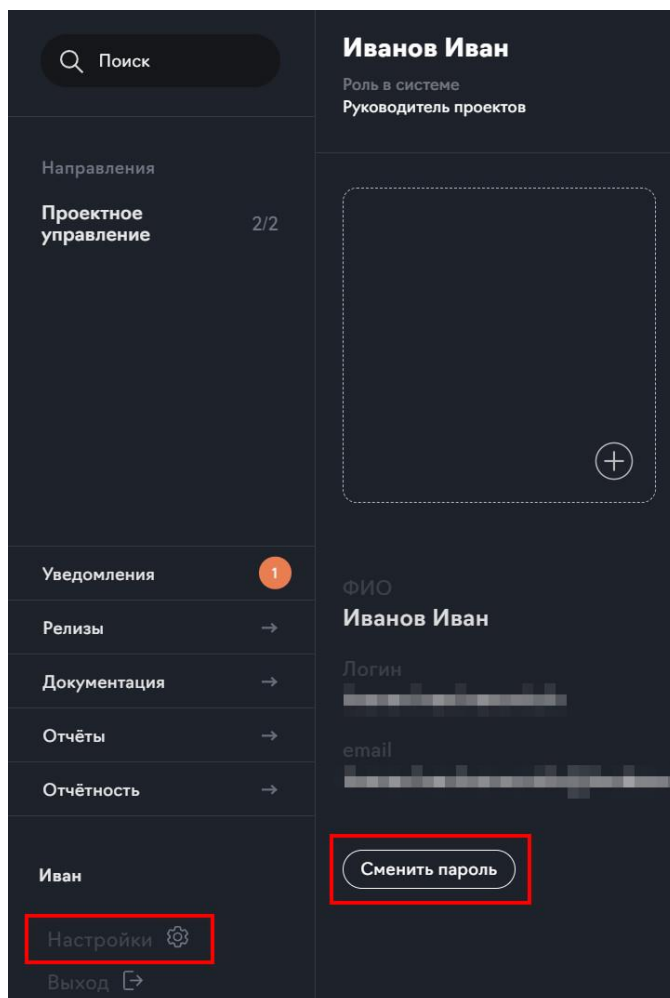 Поиск
Направления
Проектное
управление
2/2
Уведомления
1
Релизы
Документация
Отчёты
Отчётность
Иван
Настройки
Выход
Иванов Иван
Роль в системе
Руководитель проектов
ФИО
Иванов Иван
Логин
email
Сменить пароль